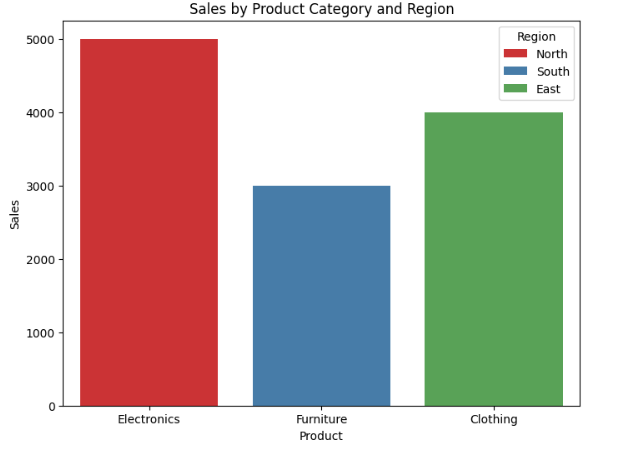 Sales by Product Category and Region
Region
North
South
East
Sales
5000
4000
3000
2000
1000
0
Electronics
Furniture
Clothing
Product